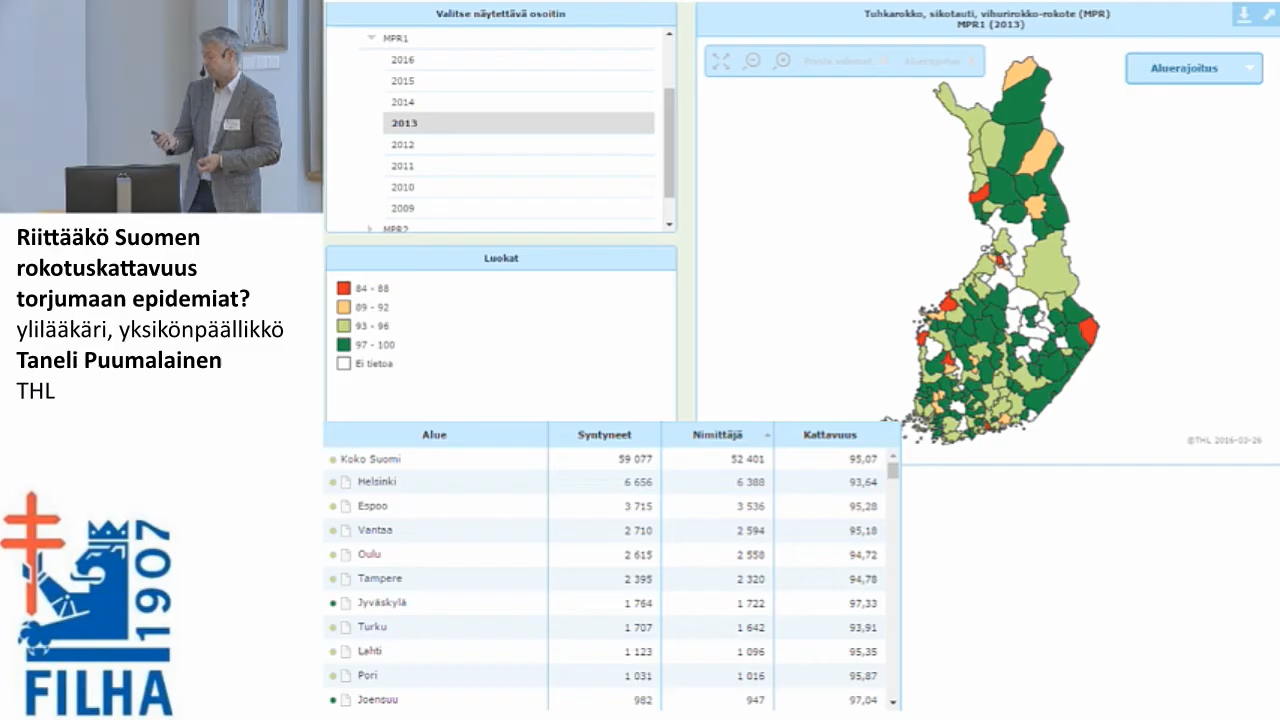 Riittääkö Suomen
rokotuskattavuus
torjumaan epidemiat?
ylilääkäri, yksikönpäällikkö
Taneli Puumalainen
THL
1907
FILHA
Valitse näytettävä osoitin
MPR1
2016
2015
2014
2013
2012
2011
2010
2009
MPR2
Luokat
84 - 88
89 - 92
93 - 96
97 - 100
Ei tietoa
Tuhkarokko, sikotauti, vihurirokko-rokote (MPR)
MPR1 (2013)
Poista valinnat
Aluerajoitus
Aluerajoitus
©THL 2016-03-26
Alue Syntyneet Nimittäjä Kattavuus
Koko Suomi 59 077 52 401 95,07
Helsinki 6 656 6 388 93,64
Espoo 3 715 3 536 95,28
Vantaa 2 710 2 594 95,18
Oulu 2 615 2 558 94,72
Tampere 2 395 2 320 94,78
Jyväskylä 1 764 1 722 97,33
Turku 1 707 1 642 93,91
Lahti 1 123 1 096 95,35
Pori 1 031 1 016 95,87
Joensuu 982 947 97,04